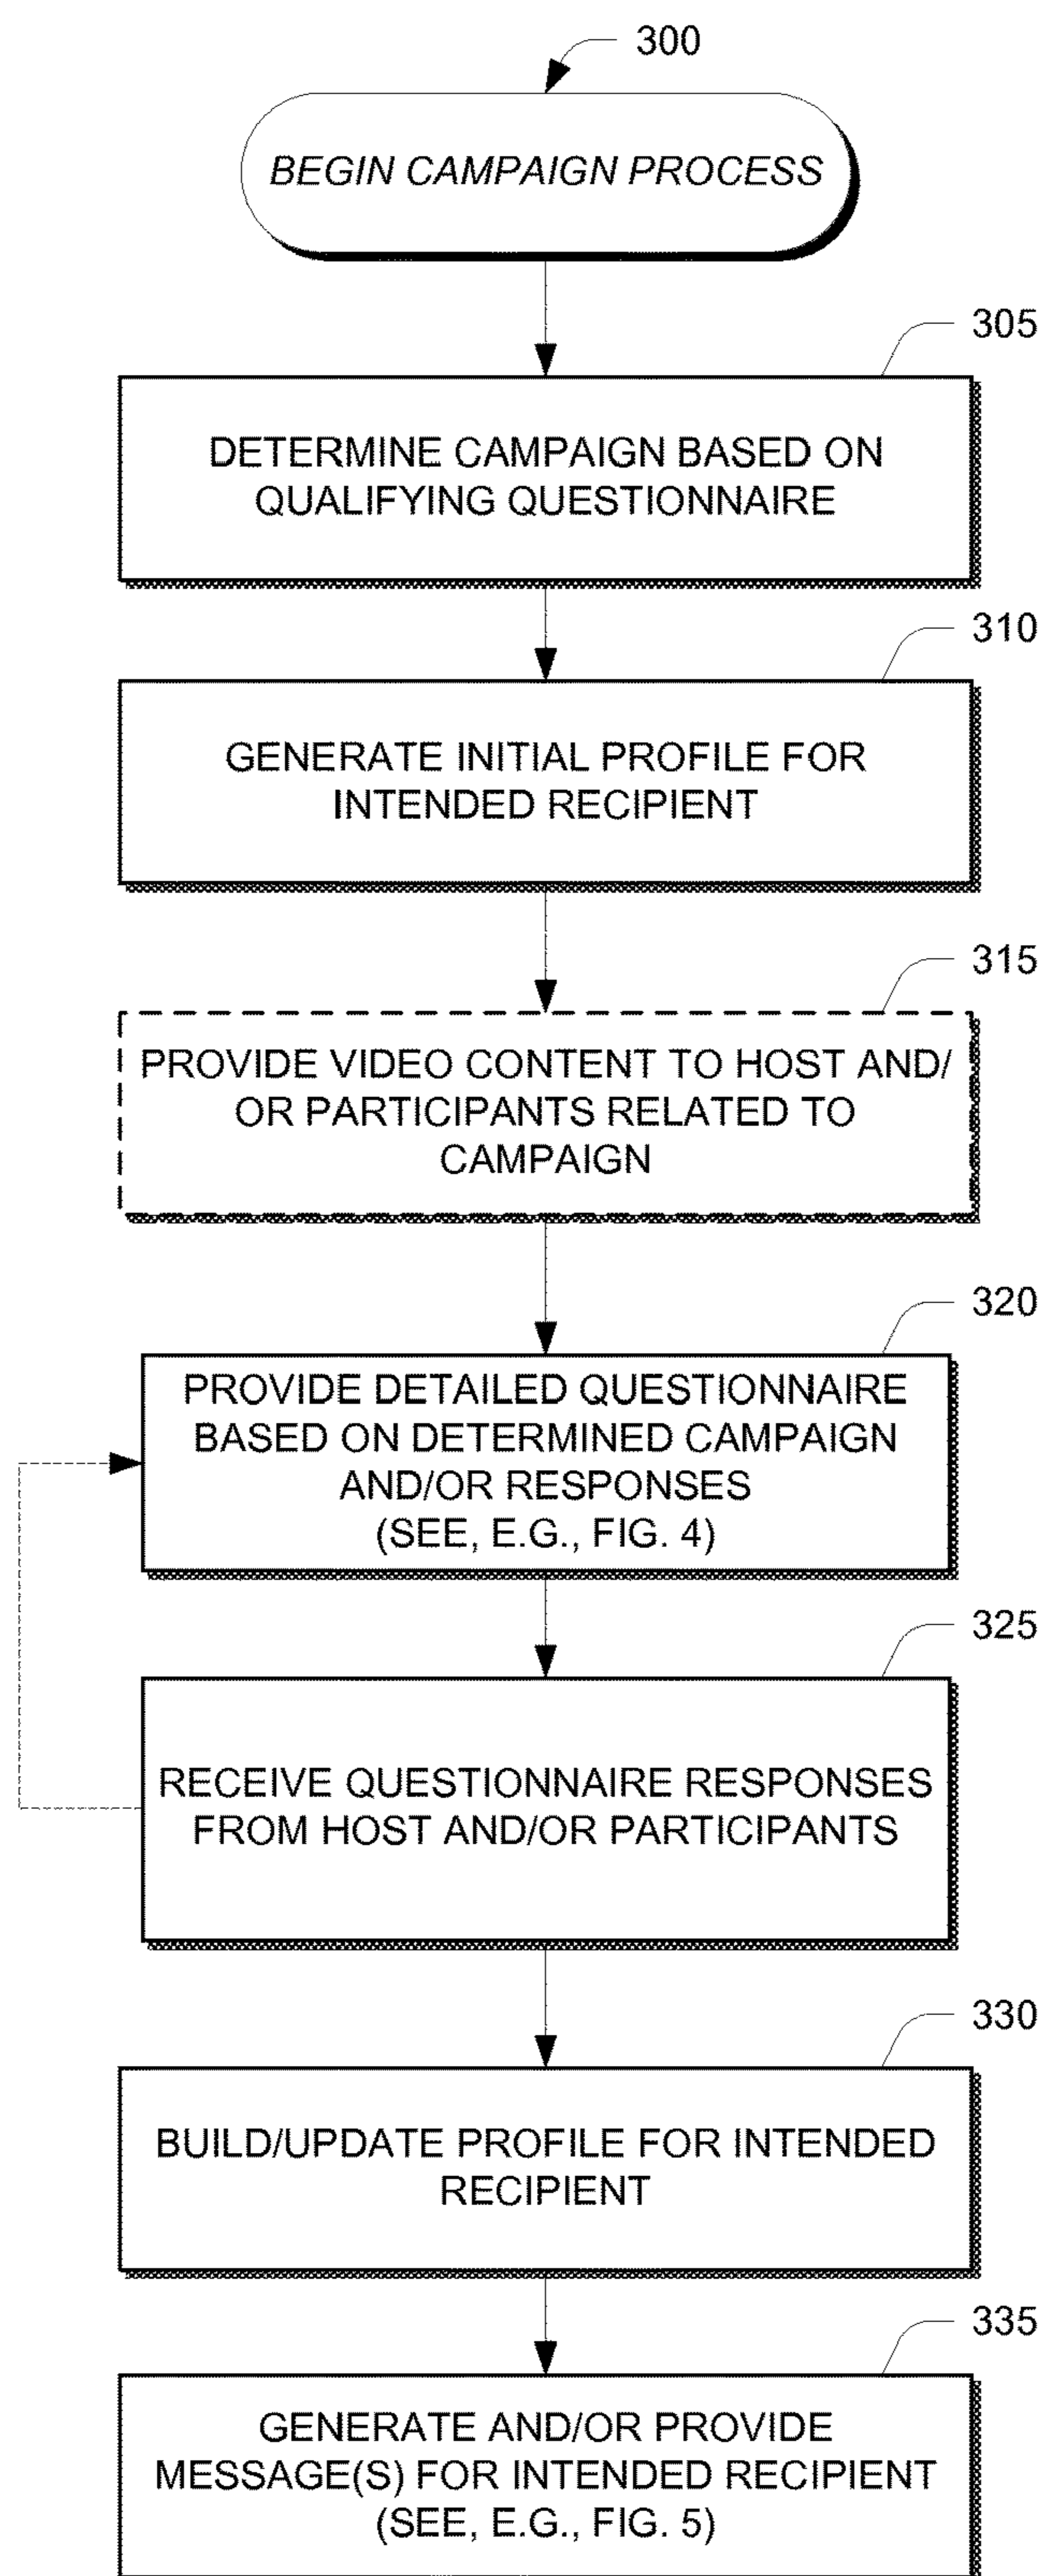 300
BEGIN CAMPAIGN PROCESS
305
DETERMINE CAMPAIGN BASED ON
QUALIFYING QUESTIONNAIRE
310
GENERATE INITIAL PROFILE FOR
INTENDED RECIPIENT
315
PROVIDE VIDEO CONTENT TO HOST AND/
OR PARTICIPANTS RELATED TO
CAMPAIGN
320
PROVIDE DETAILED QUESTIONNAIRE
BASED ON DETERMINED CAMPAIGN
AND/OR RESPONSES
(SEE, E.G., FIG. 4)
325
RECEIVE QUESTIONNAIRE RESPONSES
FROM HOST AND/OR PARTICIPANTS
330
BUILD/UPDATE PROFILE FOR INTENDED
RECIPIENT
335
GENERATE AND/OR PROVIDE
MESSAGE(S) FOR INTENDED RECIPIENT
(SEE, E.G., FIG. 5)